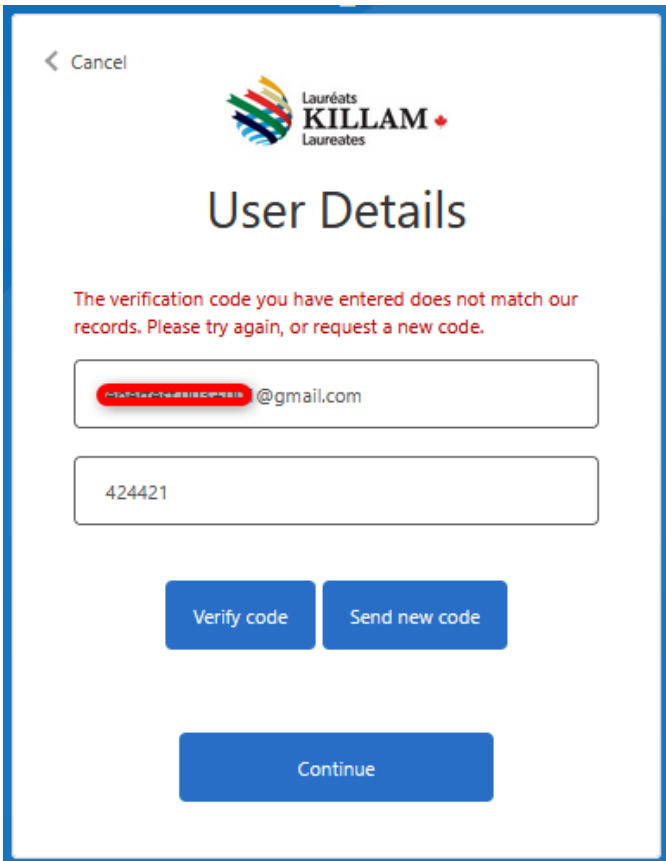 Cancel
Lauréats
KILLAM
Laureates
User Details
The verification code you have entered does not match our
records. Please try again, or request a new code.
@gmail.com
424421
Verify code
Send new code
Continue